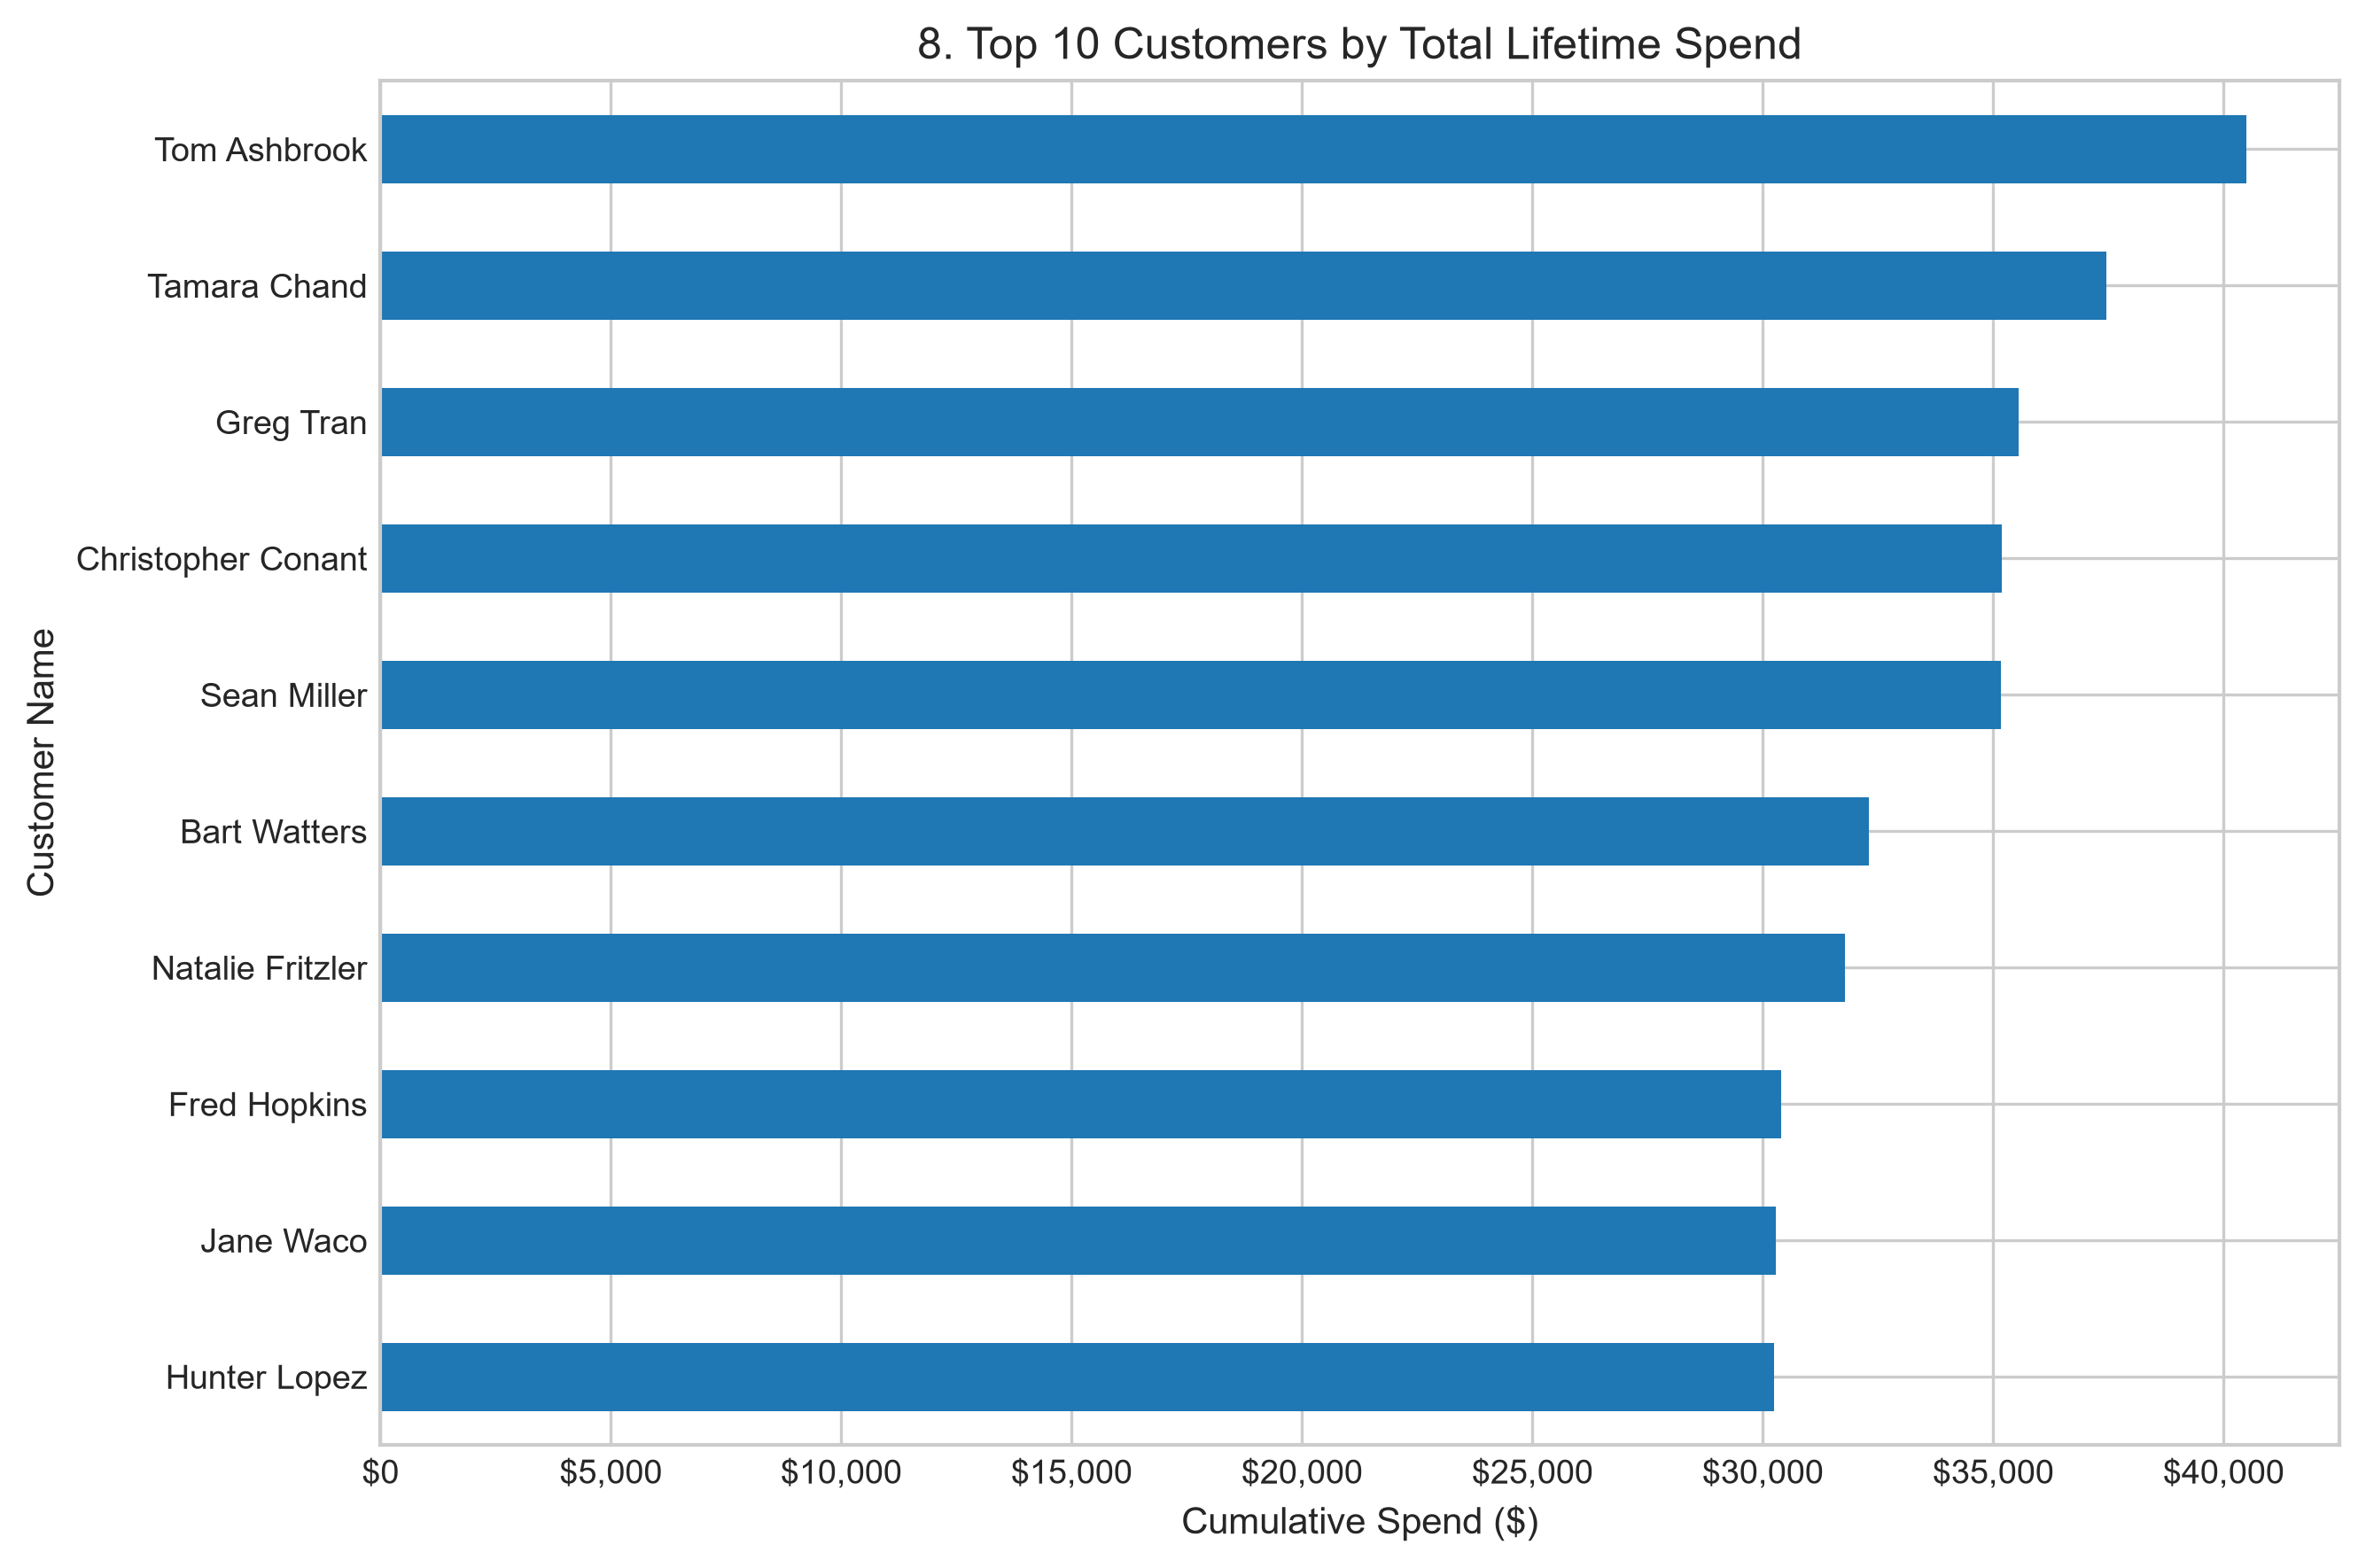 8. Top 10 Customers by Total Lifetime Spend
Customer Name
Tom Ashbrook
Tamara Chand
Greg Tran
Christopher Conant
Sean Miller
Bart Watters
Natalie Fritzler
Fred Hopkins
Jane Waco
Hunter Lopez
$0 $5,000 $10,000 $15,000 $20,000 $25,000 $30,000 $35,000 $40,000
Cumulative Spend ($)